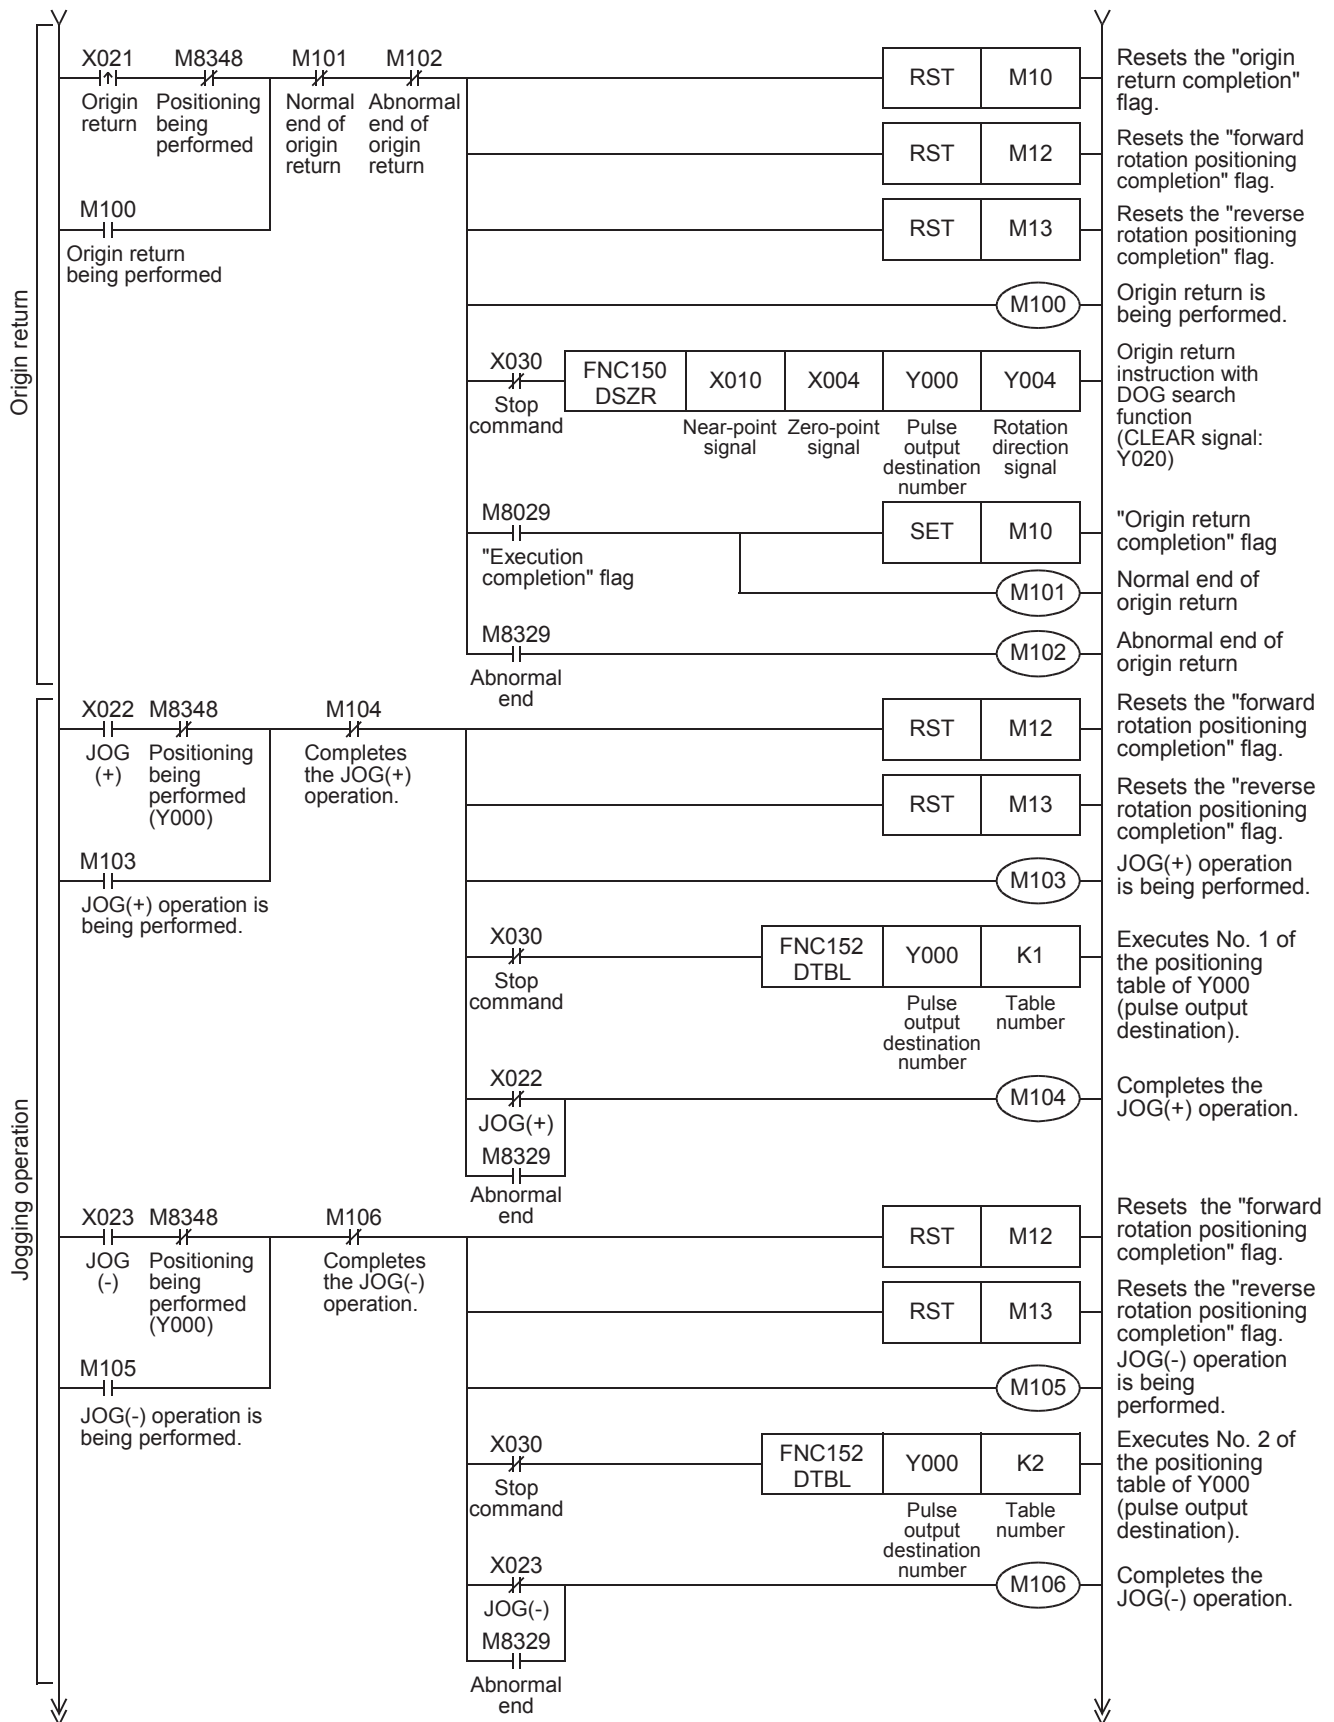 Origin return
X021
M8348
M101
M102
Origin
return
Positioning
being
performed
Normal
end of
origin
return
Abnormal
end of
origin
return
RST M10
Resets the "origin
return completion"
flag.
RST M12
Resets the "forward
rotation positioning
completion" flag.
M100
Origin return
being performed
RST M13
Resets the "reverse
rotation positioning
completion" flag.
M100
Origin return is
being performed.
X030
Stop
command
FNC150
DSZR
X010
X004
Y000
Y004
Near-point
signal
Zero-point
signal
Pulse
output
destination
number
Rotation
direction
signal
Origin return
instruction with
DOG search
function
(CLEAR signal:
Y020)
M8029
"Execution
completion" flag
SET M10
"Origin return
completion" flag
M101
Normal end of
origin return
M8329
Abnormal
end
M102
Abnormal end of
origin return
Jogging operation
X022
M8348
M104
JOG
(+)
Positioning
being
performed
(Y000)
Completes
the JOG(+)
operation.
RST M12
Resets the "forward
rotation positioning
completion" flag.
RST M13
Resets the "reverse
rotation positioning
completion" flag.
M103
JOG(+) operation is
being performed.
M103
JOG(+) operation
is being performed.
X030
Stop
command
FNC152
DTBL
Y000
K1
Pulse
output
destination
number
Table
number
Executes No. 1 of
the positioning
table of Y000
(pulse output
destination).
X022
JOG(+)
M8329
Abnormal
end
M104
Completes the
JOG(+) operation.
X023
M8348
M106
JOG
(-)
Positioning
being
performed
(Y000)
Completes
the JOG(-)
operation.
RST M12
Resets the "forward
rotation positioning
completion" flag.
RST M13
Resets the "reverse
rotation positioning
completion" flag.
M105
JOG(-) operation is
being performed.
M105
JOG(-) operation
is being
performed.
X030
Stop
command
FNC152
DTBL
Y000
K2
Pulse
output
destination
number
Table
number
Executes No. 2 of
the positioning
table of Y000
(pulse output
destination).
X023
JOG(-)
M8329
Abnormal
end
M106
Completes the
JOG(-) operation.